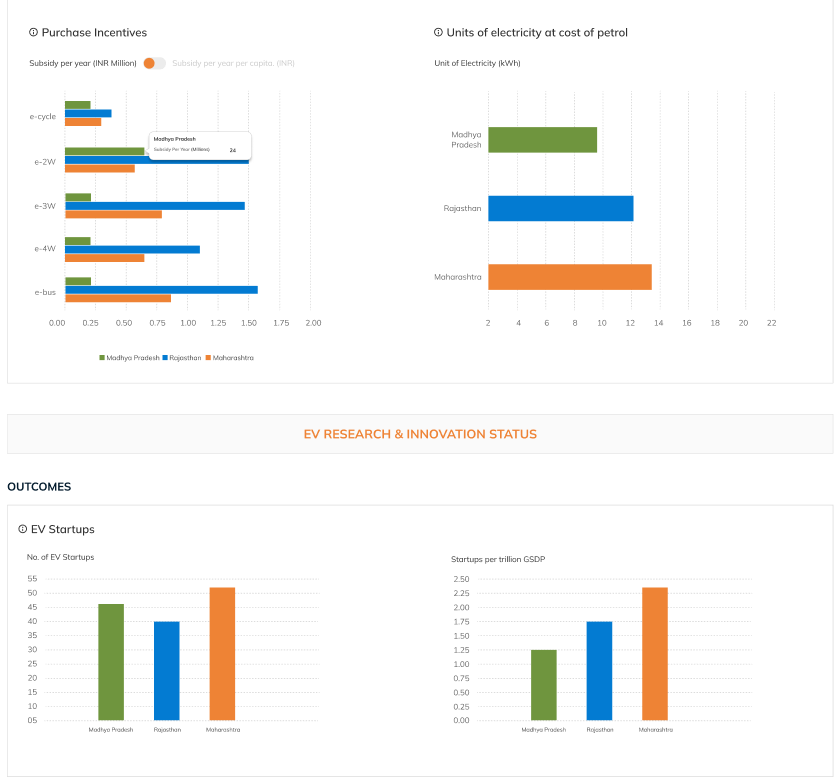 Purchase Incentives
Subsidy per year (INR Million) Subsidy per year per capita. (INR)
e-cycle
Madhya Pradesh
Subsidy Per Year (Millions) 24
e-2W
e-3W
e-4W
e-bus
0.00 0.25 0.50 0.75 1.00 1.25 1.50 1.75 2.00
Madhya Pradesh Rajasthan Maharashtra
Units of electricity at cost of petrol
Unit of Electricity (kWh)
Madhya
Pradesh
Rajasthan
Maharashtra
2 4 6 8 10 12 14 16 18 20 22
EV RESEARCH & INNOVATION STATUS
OUTCOMES
EV Startups
No. of EV Startups
55
50
45
40
35
30
25
20
15
10
05
Madhya Pradesh Rajasthan Maharashtra
Startups per trillion GSDP
2.50
2.25
2.00
1.75
1.50
1.25
1.00
0.75
0.50
0.25
0.00
Madhya Pradesh Rajasthan Maharashtra